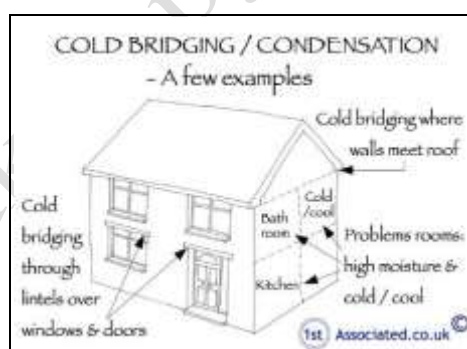 COLD BRIDGING / CONDENSATION
- A few examples
Cold bridging where
walls meet roof
Cold
bridging
through
lintels over
windows & doors
Cold
/cool
Bath
room
Kitchen
Problems rooms:
high moisture &
cold / cool
1st Associated.co.uk ©